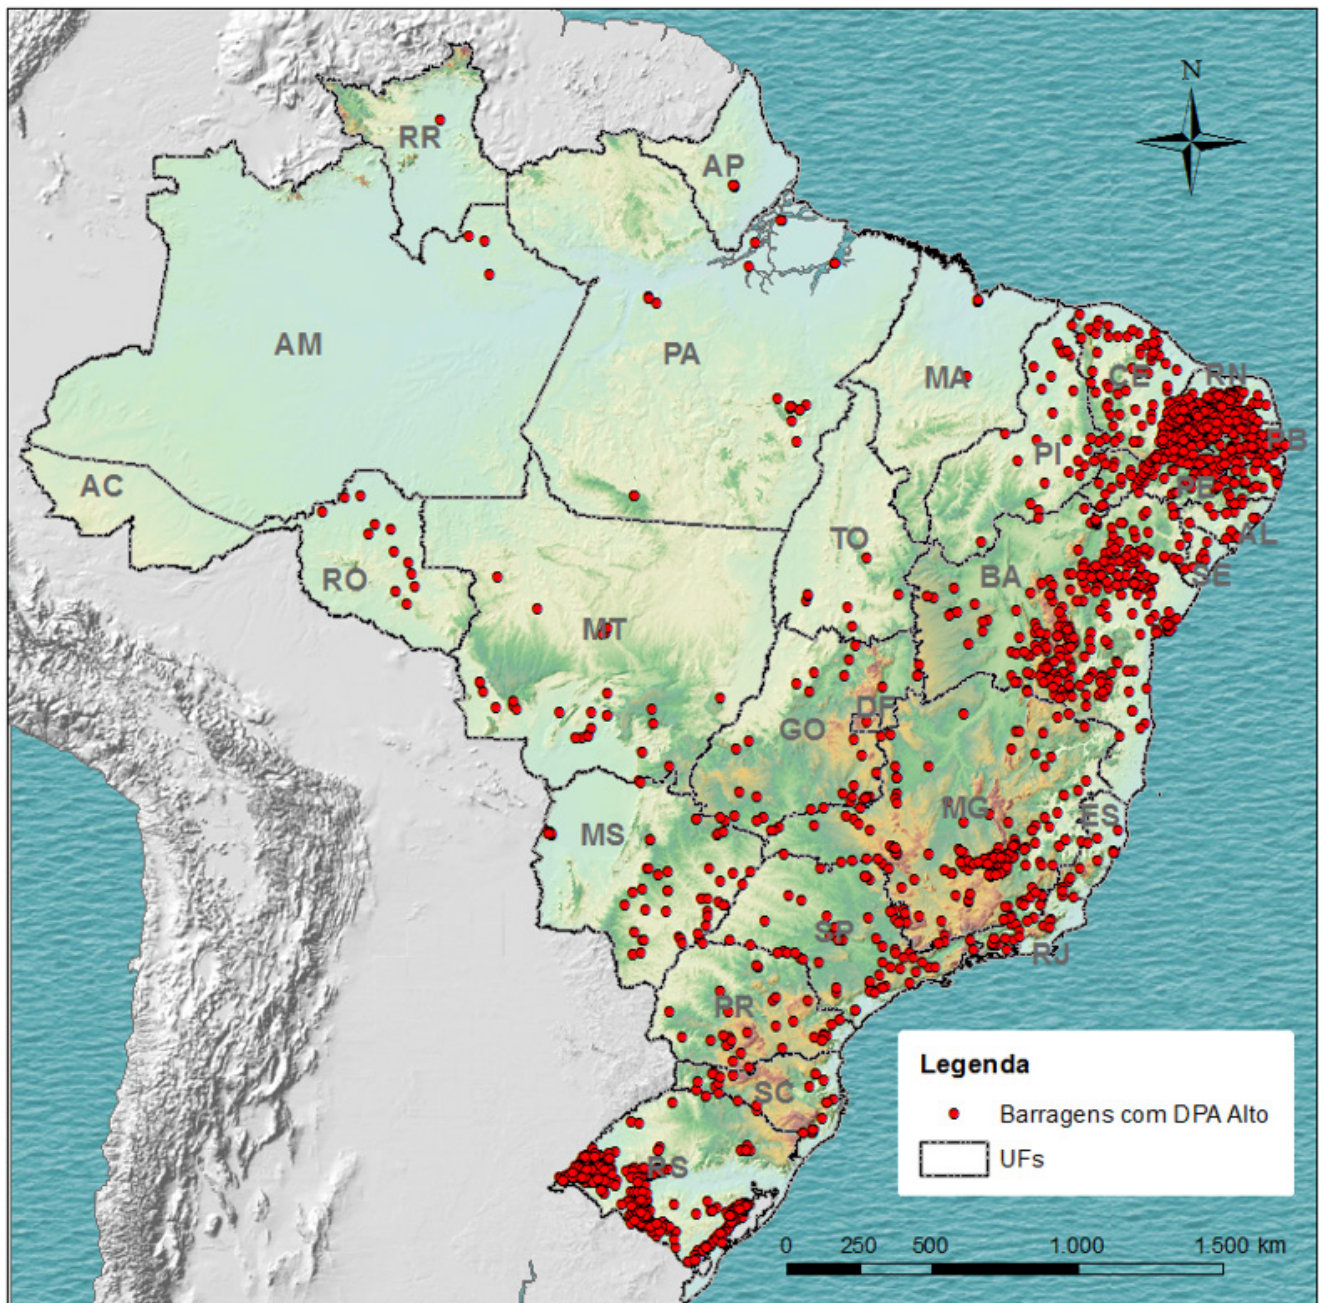 N
RR
AP
AM
PA
MA
CE
RN
PB
PI
PE
AC
AL
TO
SE
RO
BA
MT
DF
GO
MG
ES
MS
SP
RJ
PR
SC
RS
Legenda
Barragens com DPA Alto
UFs
0 250 500 1.000 1.500 km